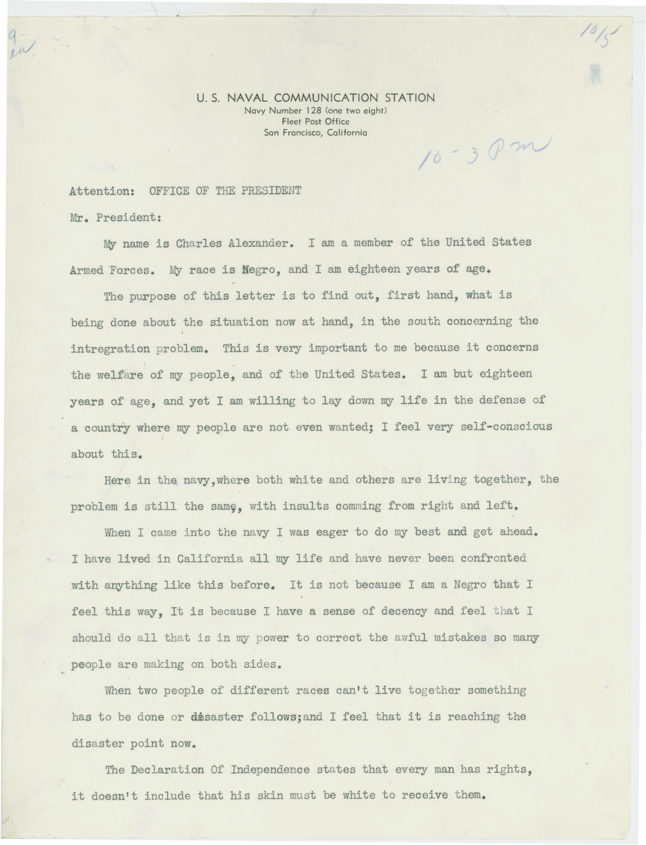 10/5
U. S. NAVAL COMMUNICATION STATION
Navy Number 128 (one two eight)
Fleet Post Office
San Francisco, California
10-3 Pm
Attention: OFFICE OF THE PRESIDENT
Mr. President:
My name is Charles Alexander. I am a member of the United States
Armed Forces. My race is Negro, and I am eighteen years of age.
The purpose of this letter is to find out, first hand, what is
being done about the situation now at hand, in the south concerning the
intregration problem. This is very important to me because it concerns
the welfare of my people, and of the United States. I am but eighteen
years of age, and yet I am willing to lay down my life in the defense of
a country where my people are not even wanted; I feel very self-conscious
about this.
Here in the navy,where both white and others are living together, the
problem is still the same, with insults comming from right and left.
When I came into the navy I was eager to do my best and get ahead.
I have lived in California all my life and have never been confronted
with anything like this before. It is not because I am a Negro that I
feel this way, It is because I have a sense of decency and feel that I
should do all that is in my power to correct the awful mistakes so many
people are making on both sides.
When two people of different races can't live together something
has to be done or disaster follows;and I feel that it is reaching the
disaster point now.
The Declaration Of Independence states that every man has rights,
it doesn't include that his skin must be white to receive them.